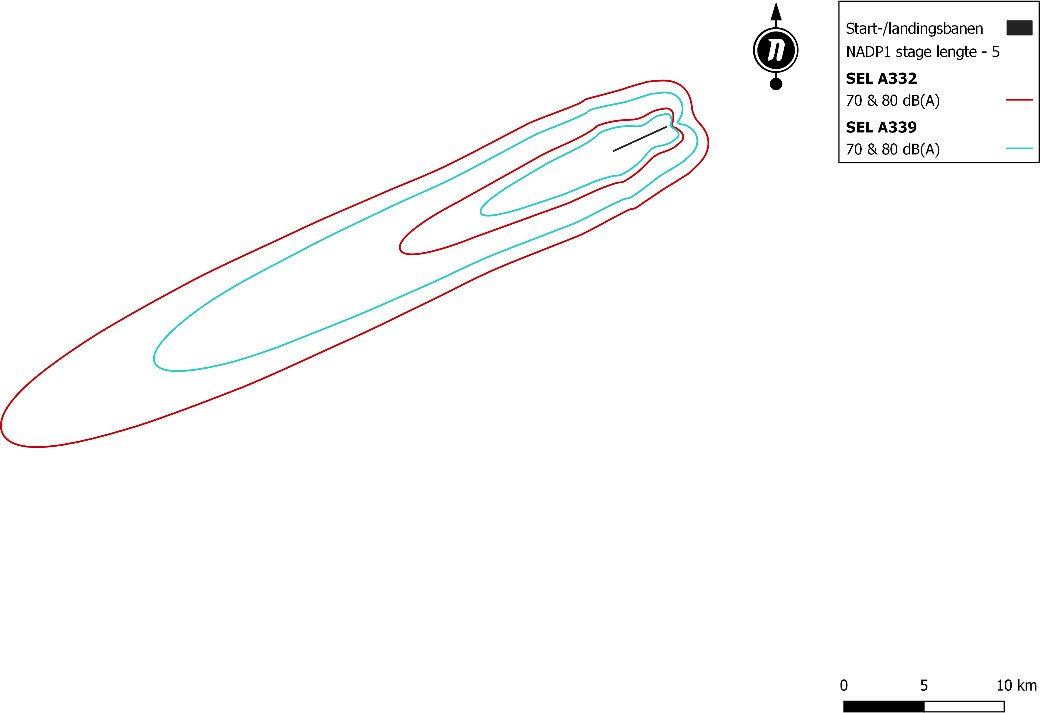 n
Start-/landingsbanen
NADP1 stage lengte - 5
SEL A332
70 & 80 dB(A)
SEL A339
70 & 80 dB(A)
0 5 10 km